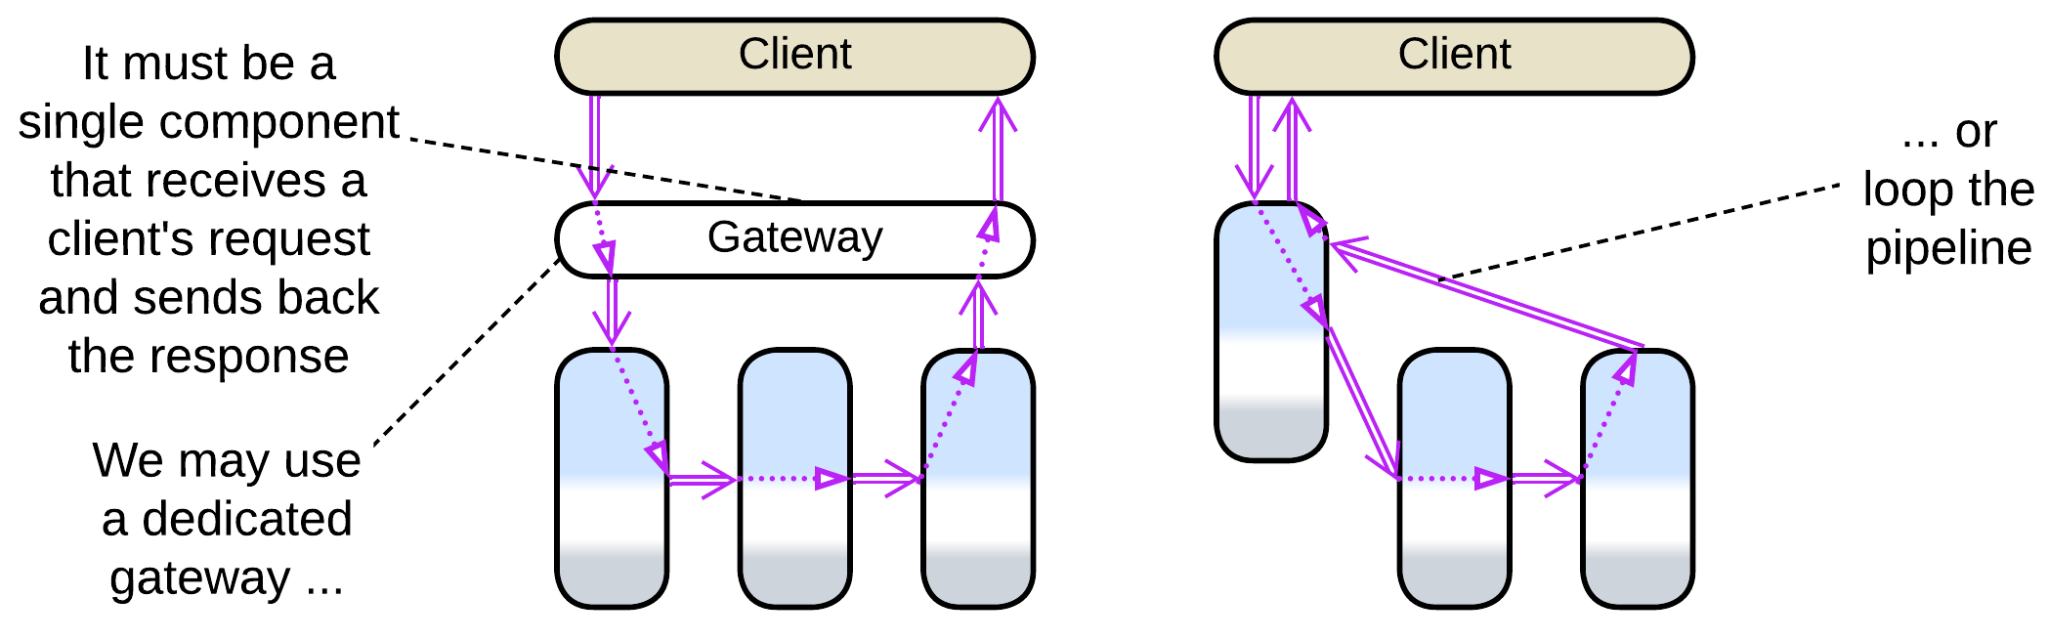 It must be a
single component
that receives a
client's request
and sends back
the response
We may use
a dedicated
gateway ...
Client
Gateway
Client
... or
loop the
pipeline